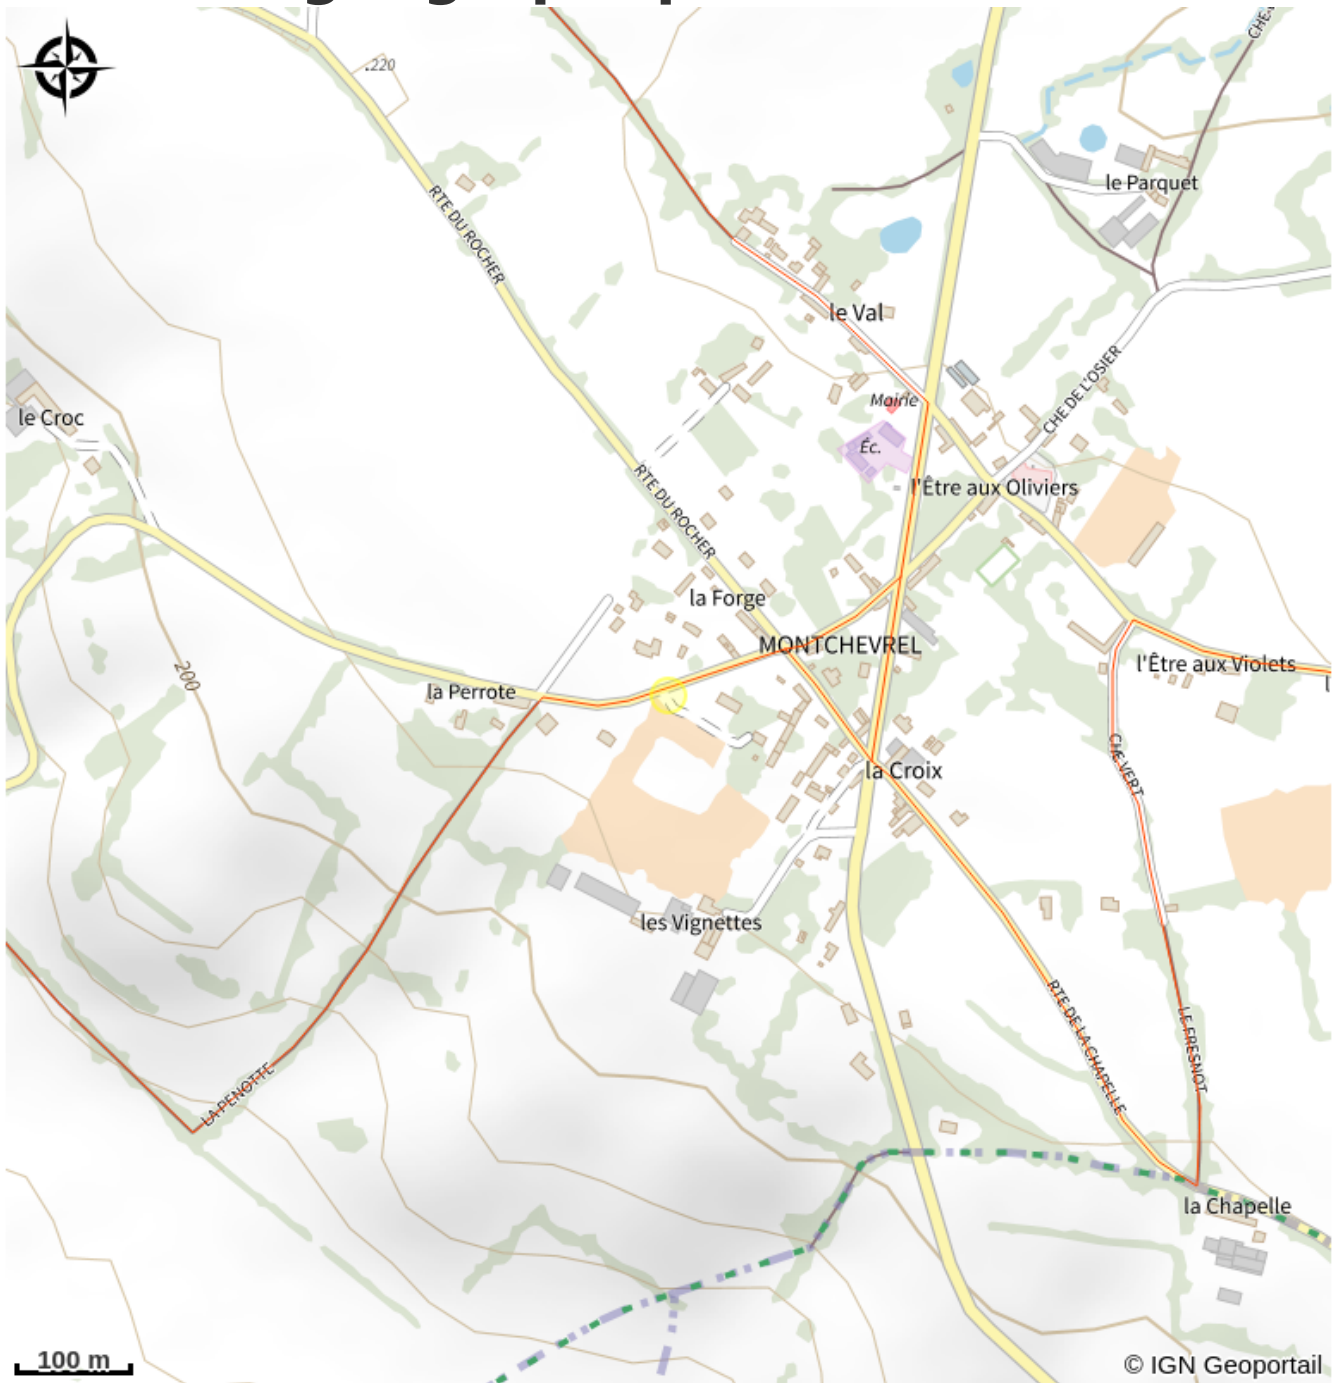 CHE
.220
le Parquet
RTE DU ROCHER
le Val
CHE DE L'OSIER
Mairie
le Croc
Éc.
l'Être aux Oliviers
RTE DU ROCHER
la Forge
MONTCHEVREL
l'Être aux Violets
200
la Perrote
la Croix
CHE VERT
les Vignettes
RTE DE LA CHAPELLE
LE FRESNOT
LA PENOTTE
la Chapelle
100 m
© IGN Geoportail